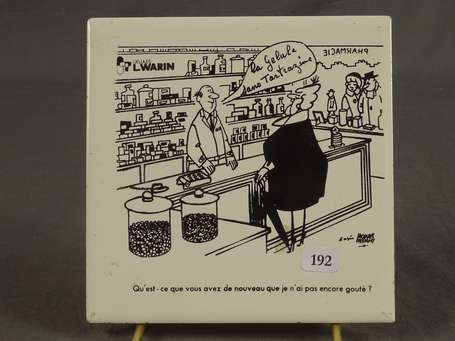 L.WARIN
La Gélule
sans Tartrazine
PHARMACIE
192
Qu'est-ce que vous avez de nouveau que je n'ai pas encore gouté ?